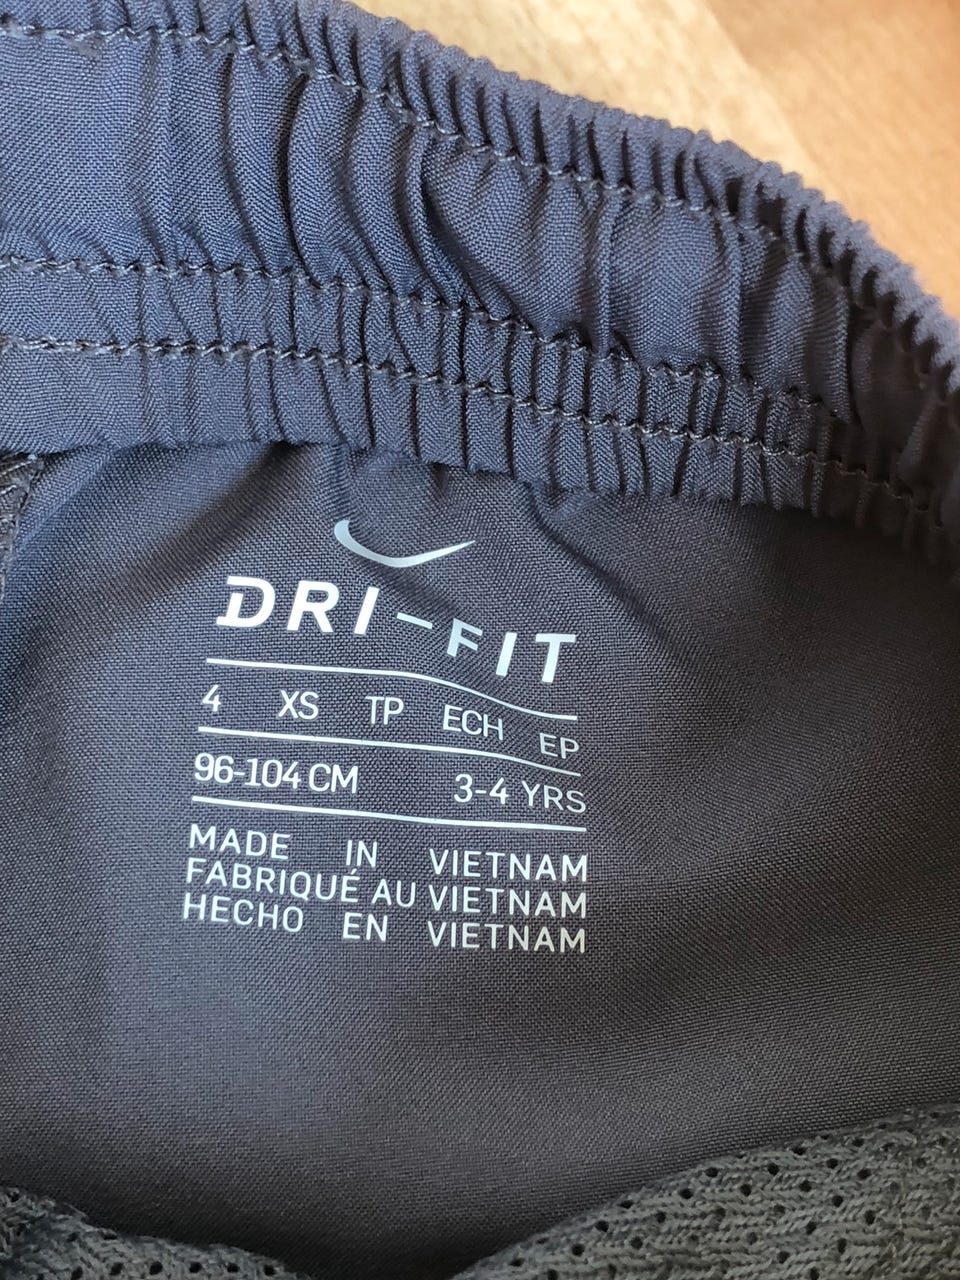 DRI-FIT
4 XS TP ECH EP
96-104 CM 3-4 YRS
MADE IN VIETNAM
FABRIQUÉ AU VIETNAM
HECHO EN VIETNAM